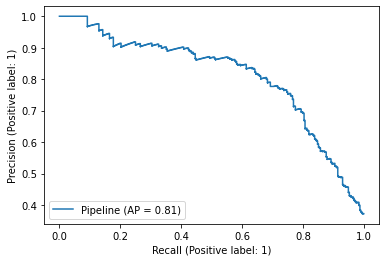 1.0
0.9
0.8
0.7
0.6
0.5
0.4
Precision (Positive label: 1)
Pipeline (AP = 0.81)
0.0 0.2 0.4 0.6 0.8 1.0
Recall (Positive label: 1)